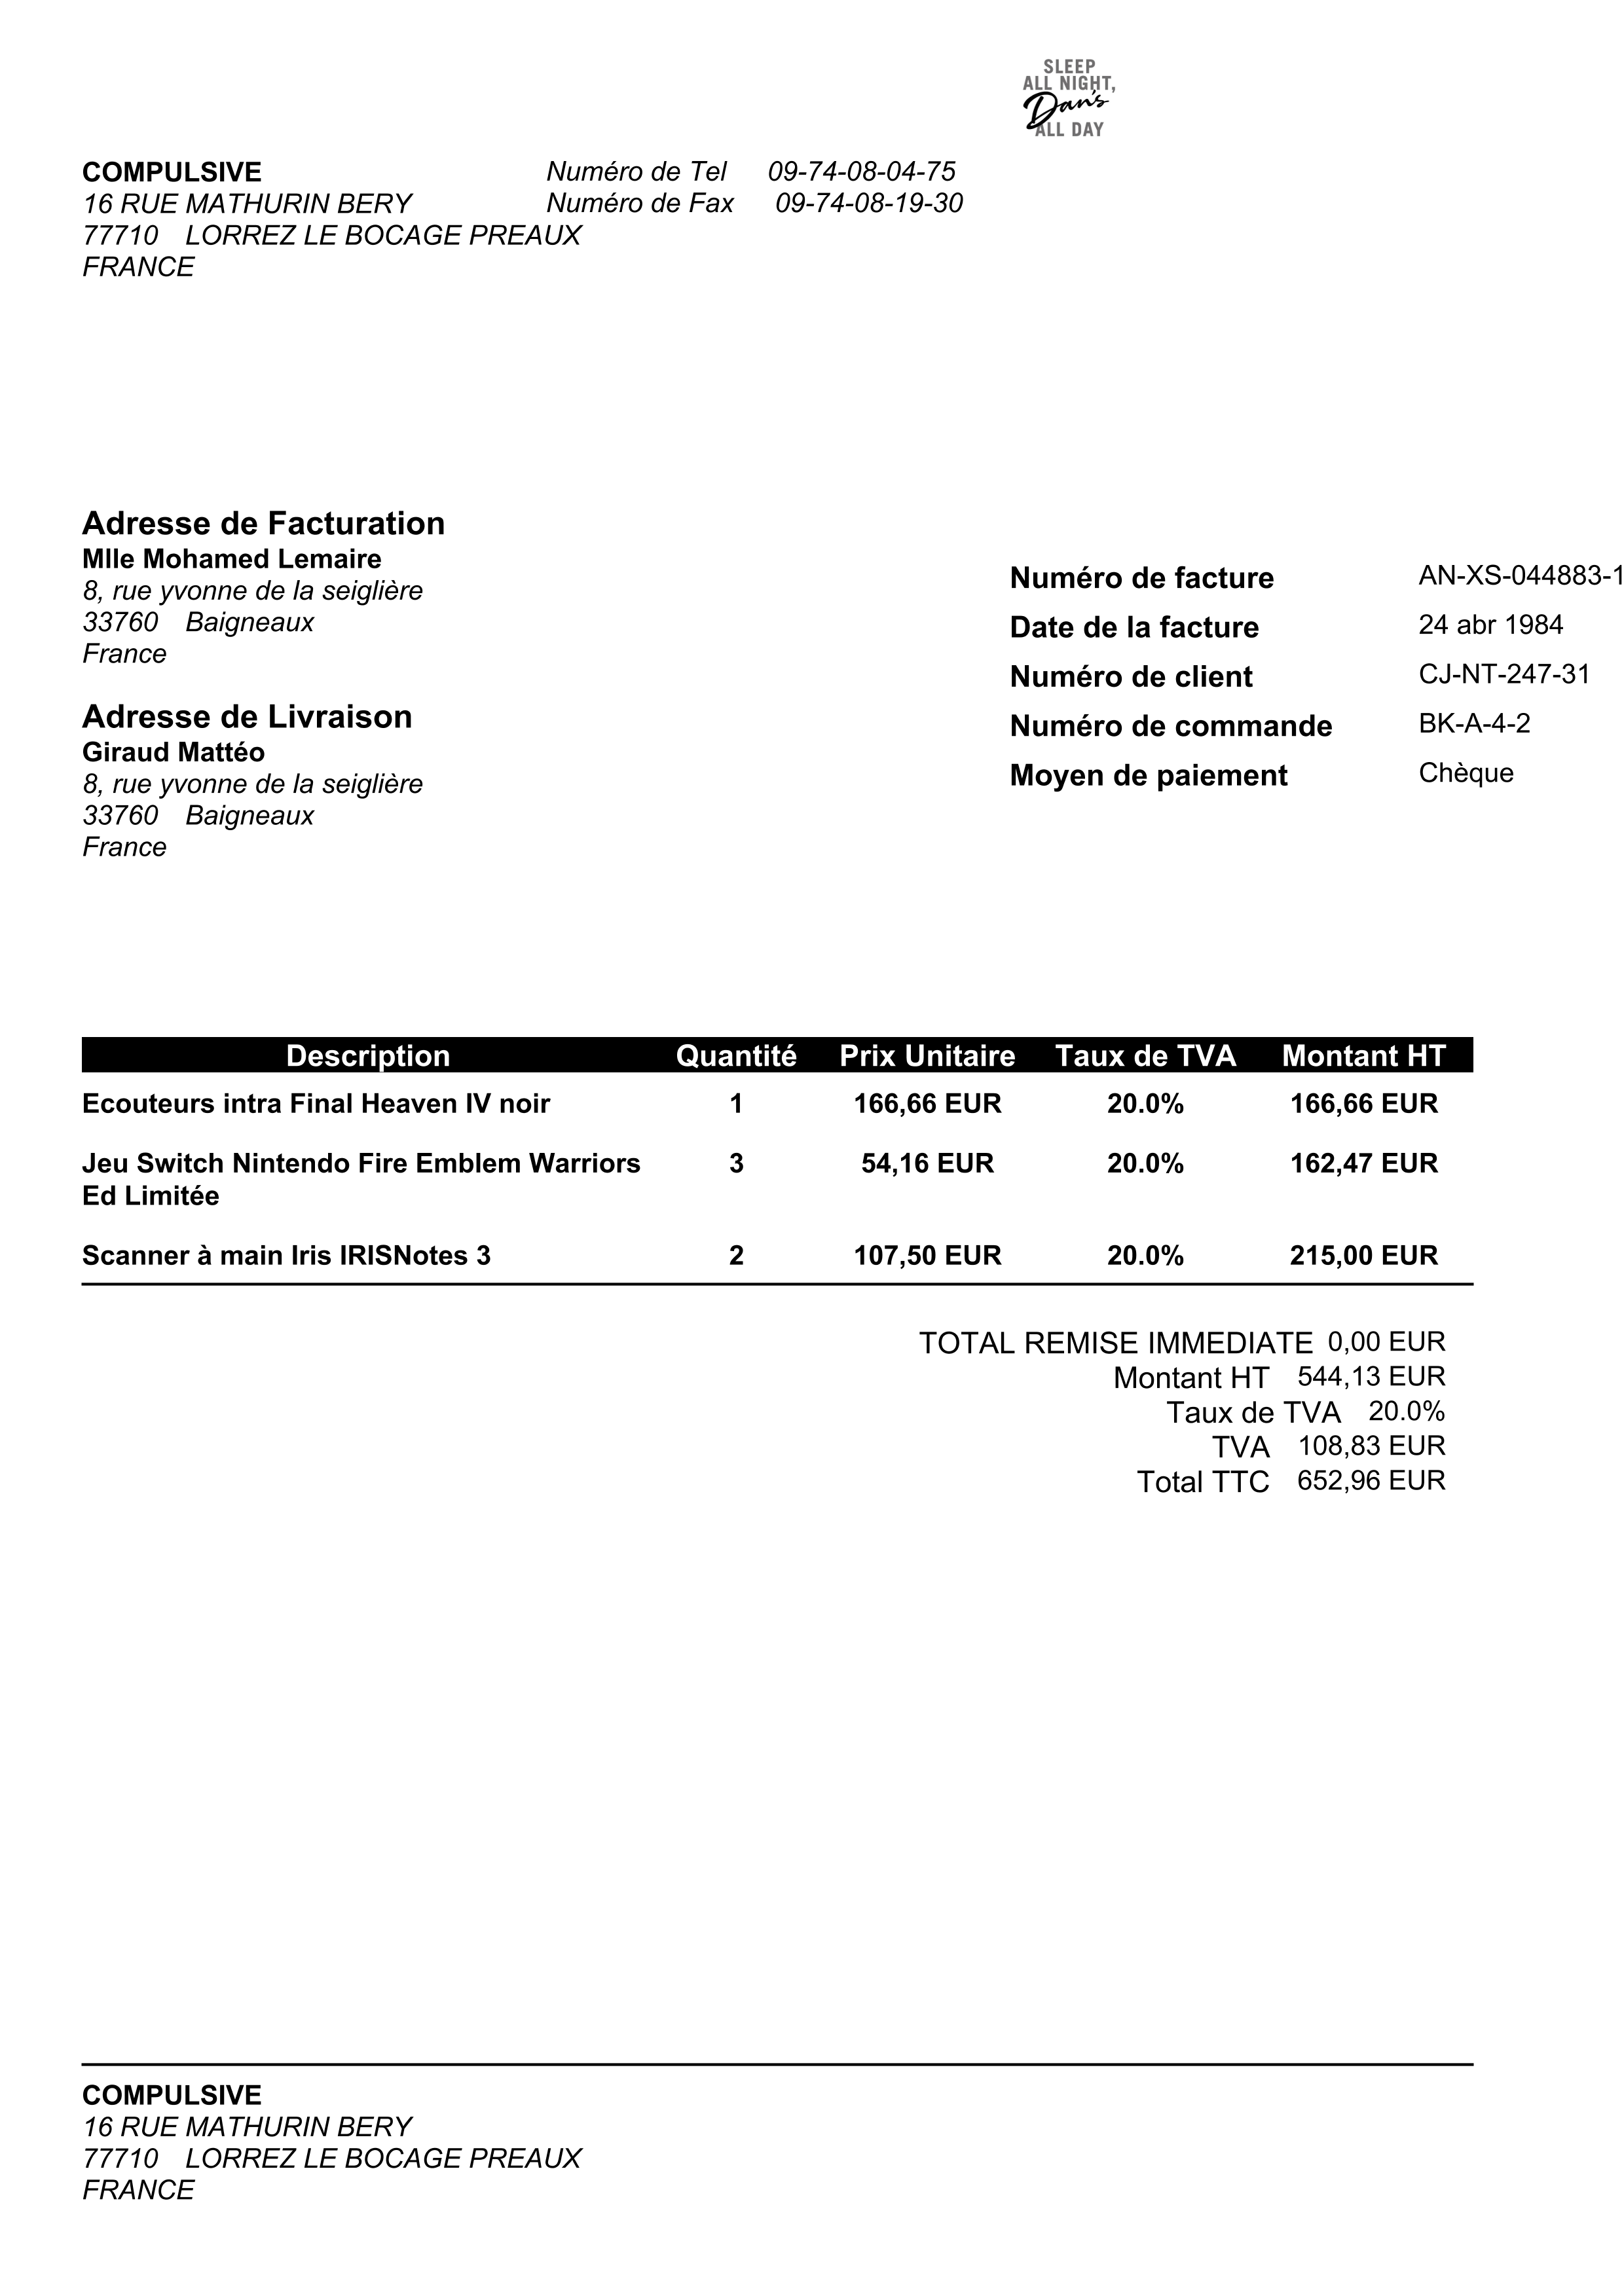 SLEEP
ALL NIGHT,
Dan's
ALL DAY
COMPULSIVE
16 RUE MATHURIN BERY
77710 LORREZ LE BOCAGE PREAUX
FRANCE
Numéro de Tel 09-74-08-04-75
Numéro de Fax 09-74-08-19-30
Adresse de Facturation
Mlle Mohamed Lemaire
8, rue yvonne de la seiglière
33760 Baigneaux
France
Adresse de Livraison
Giraud Mattéo
8, rue yvonne de la seiglière
33760 Baigneaux
France
Numéro de facture AN-XS-044883-1
Date de la facture 24 abr 1984
Numéro de client CJ-NT-247-31
Numéro de commande BK-A-4-2
Moyen de paiement Chèque
Description Quantité Prix Unitaire Taux de TVA Montant HT
Ecouteurs intra Final Heaven IV noir 1 166,66 EUR 20.0% 166,66 EUR
Jeu Switch Nintendo Fire Emblem Warriors 3 54,16 EUR 20.0% 162,47 EUR
Ed Limitée
Scanner à main Iris IRISNotes 3 2 107,50 EUR 20.0% 215,00 EUR
TOTAL REMISE IMMEDIATE 0,00 EUR
Montant HT 544,13 EUR
Taux de TVA 20.0%
TVA 108,83 EUR
Total TTC 652,96 EUR
COMPULSIVE
16 RUE MATHURIN BERY
77710 LORREZ LE BOCAGE PREAUX
FRANCE